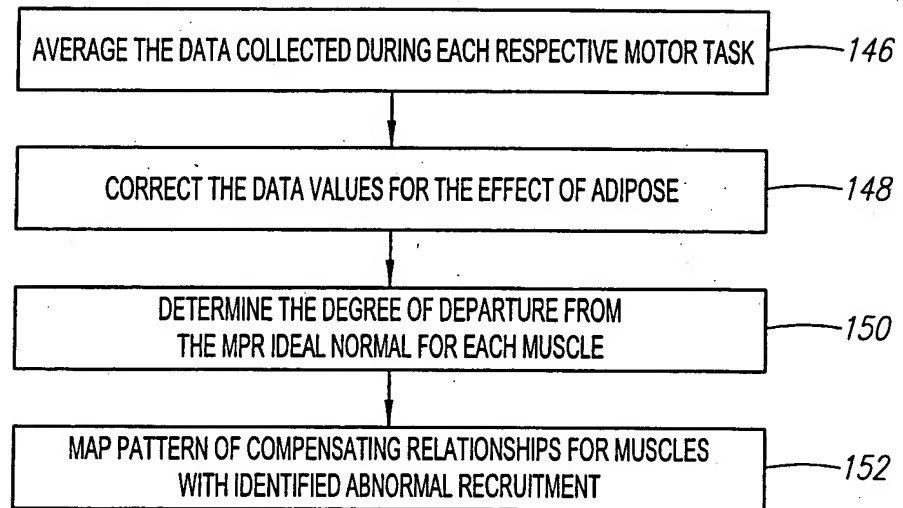 AVERAGE THE DATA COLLECTED DURING EACH RESPECTIVE MOTOR TASK
146
CORRECT THE DATA VALUES FOR THE EFFECT OF ADIPOSE
148
DETERMINE THE DEGREE OF DEPARTURE FROM
THE MPR IDEAL NORMAL FOR EACH MUSCLE
150
MAP PATTERN OF COMPENSATING RELATIONSHIPS FOR MUSCLES
WITH IDENTIFIED ABNORMAL RECRUITMENT
152